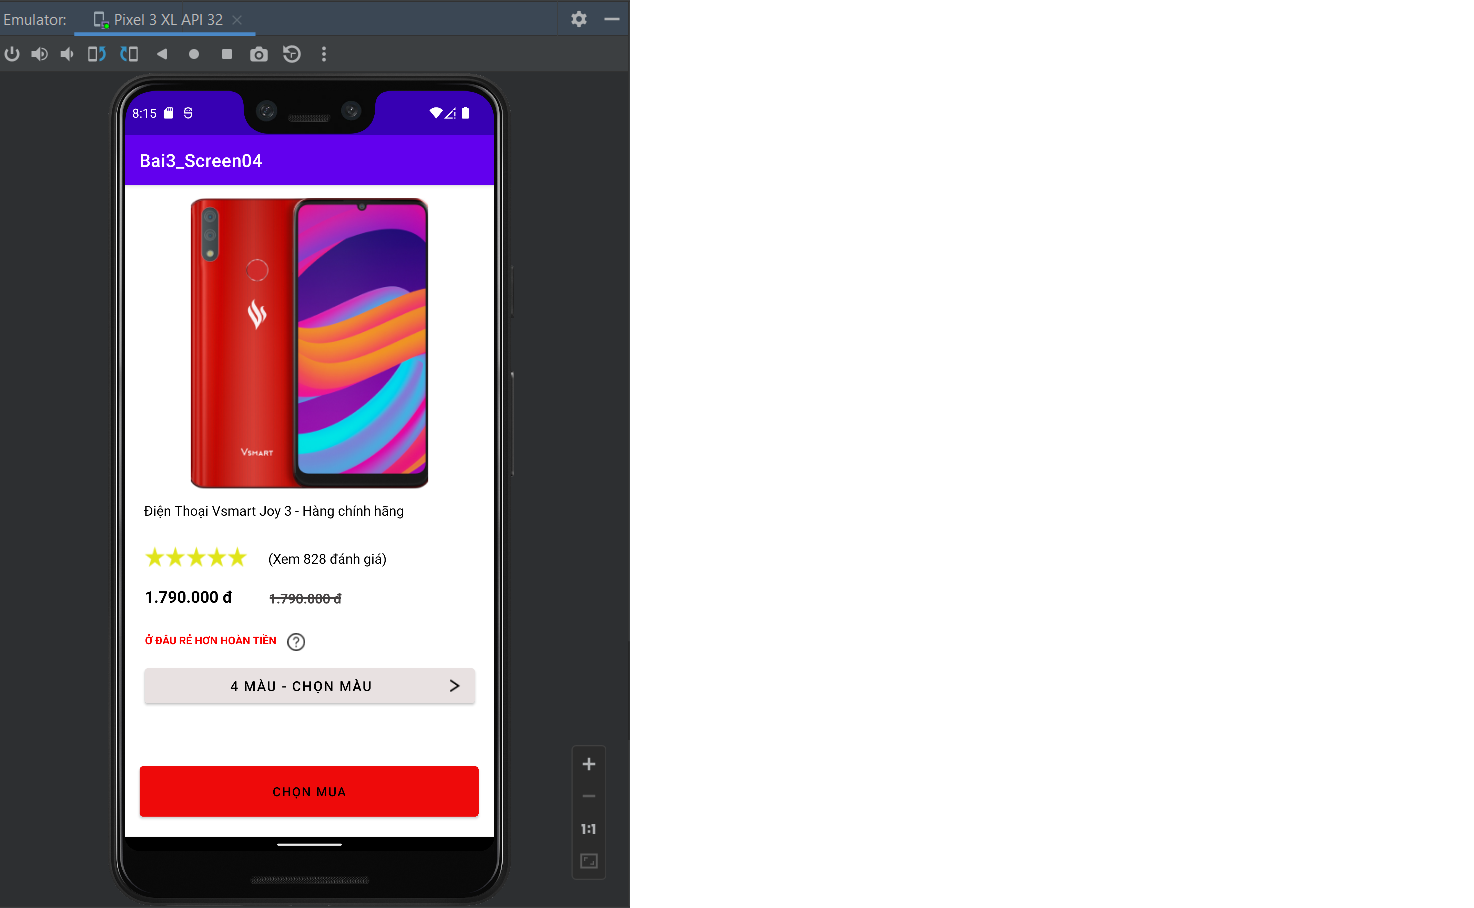 Emulator: Pixel 3 XL API 32
8:15
Bai3_Screen04
VSMART
Điện Thoại Vsmart Joy 3 - Hàng chính hãng
(Xem 828 đánh giá)
1.790.000 đ 1.790.000 đ
Ở ĐÂU RẺ HƠN HOÀN TIỀN ?
4 MÀU - CHỌN MÀU >
CHỌN MUA
1:1